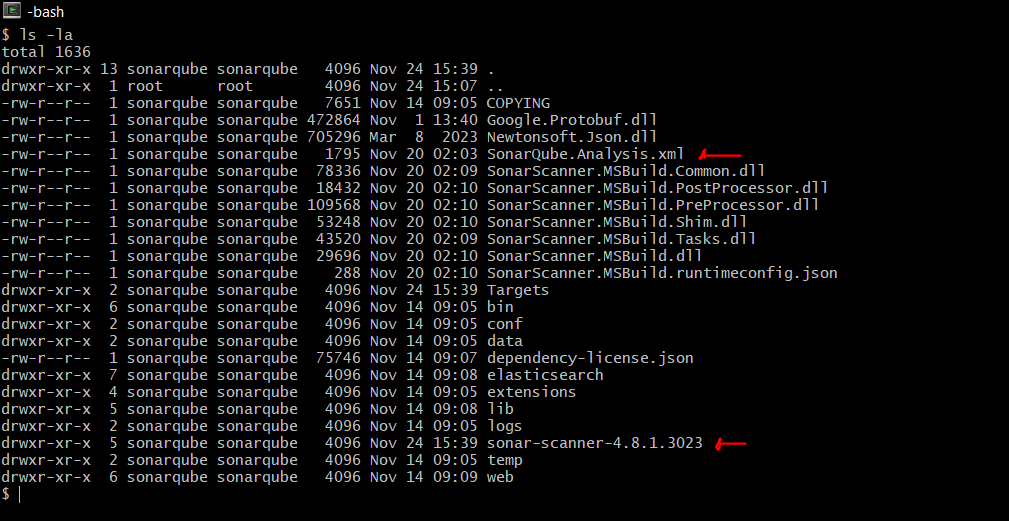 -bash
$ ls -la
total 1636
drwxr-xr-x 13 sonarqube sonarqube   4096 Nov 24 15:39 .
drwxr-xr-x  1 root      root        4096 Nov 24 15:07 ..
-rw-r--r--  1 sonarqube sonarqube   7651 Nov 14 09:05 COPYING
-rw-r--r--  1 sonarqube sonarqube 472864 Nov  1 13:40 Google.Protobuf.dll
-rw-r--r--  1 sonarqube sonarqube 705296 Mar  8  2023 Newtonsoft.Json.dll
-rw-r--r--  1 sonarqube sonarqube   1795 Nov 20 02:03 SonarQube.Analysis.xml
-rw-r--r--  1 sonarqube sonarqube  78336 Nov 20 02:09 SonarScanner.MSBuild.Common.dll
-rw-r--r--  1 sonarqube sonarqube  18432 Nov 20 02:10 SonarScanner.MSBuild.PostProcessor.dll
-rw-r--r--  1 sonarqube sonarqube 109568 Nov 20 02:10 SonarScanner.MSBuild.PreProcessor.dll
-rw-r--r--  1 sonarqube sonarqube  53248 Nov 20 02:10 SonarScanner.MSBuild.Shim.dll
-rw-r--r--  1 sonarqube sonarqube  43520 Nov 20 02:09 SonarScanner.MSBuild.Tasks.dll
-rw-r--r--  1 sonarqube sonarqube  29696 Nov 20 02:10 SonarScanner.MSBuild.dll
-rw-r--r--  1 sonarqube sonarqube    288 Nov 20 02:10 SonarScanner.MSBuild.runtimeconfig.json
drwxr-xr-x  2 sonarqube sonarqube   4096 Nov 24 15:39 Targets
drwxr-xr-x  6 sonarqube sonarqube   4096 Nov 14 09:05 bin
drwxr-xr-x  2 sonarqube sonarqube   4096 Nov 14 09:05 conf
drwxr-xr-x  2 sonarqube sonarqube   4096 Nov 14 09:05 data
-rw-r--r--  1 sonarqube sonarqube  75746 Nov 14 09:07 dependency-license.json
drwxr-xr-x  7 sonarqube sonarqube   4096 Nov 14 09:08 elasticsearch
drwxr-xr-x  4 sonarqube sonarqube   4096 Nov 14 09:05 extensions
drwxr-xr-x  5 sonarqube sonarqube   4096 Nov 14 09:08 lib
drwxr-xr-x  2 sonarqube sonarqube   4096 Nov 14 09:05 logs
drwxr-xr-x  5 sonarqube sonarqube   4096 Nov 24 15:39 sonar-scanner-4.8.1.3023
drwxr-xr-x  2 sonarqube sonarqube   4096 Nov 14 09:05 temp
drwxr-xr-x  6 sonarqube sonarqube   4096 Nov 14 09:09 web
$